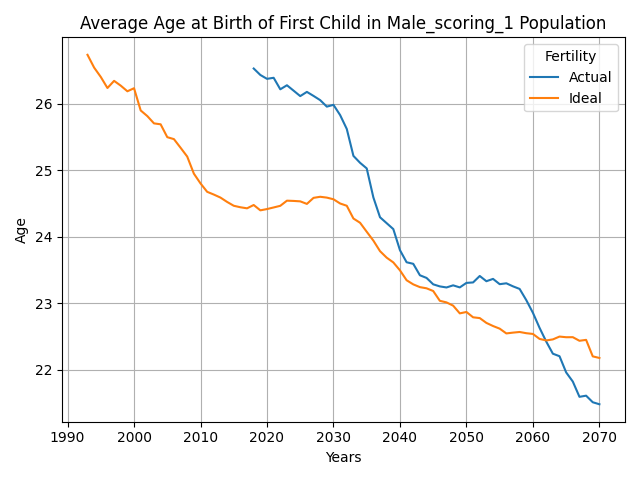 Average Age at Birth of First Child in Male_scoring_1 Population
Fertility
Actual
Ideal
Age
26
25
24
23
22
1990 2000 2010 2020 2030 2040 2050 2060 2070
Years